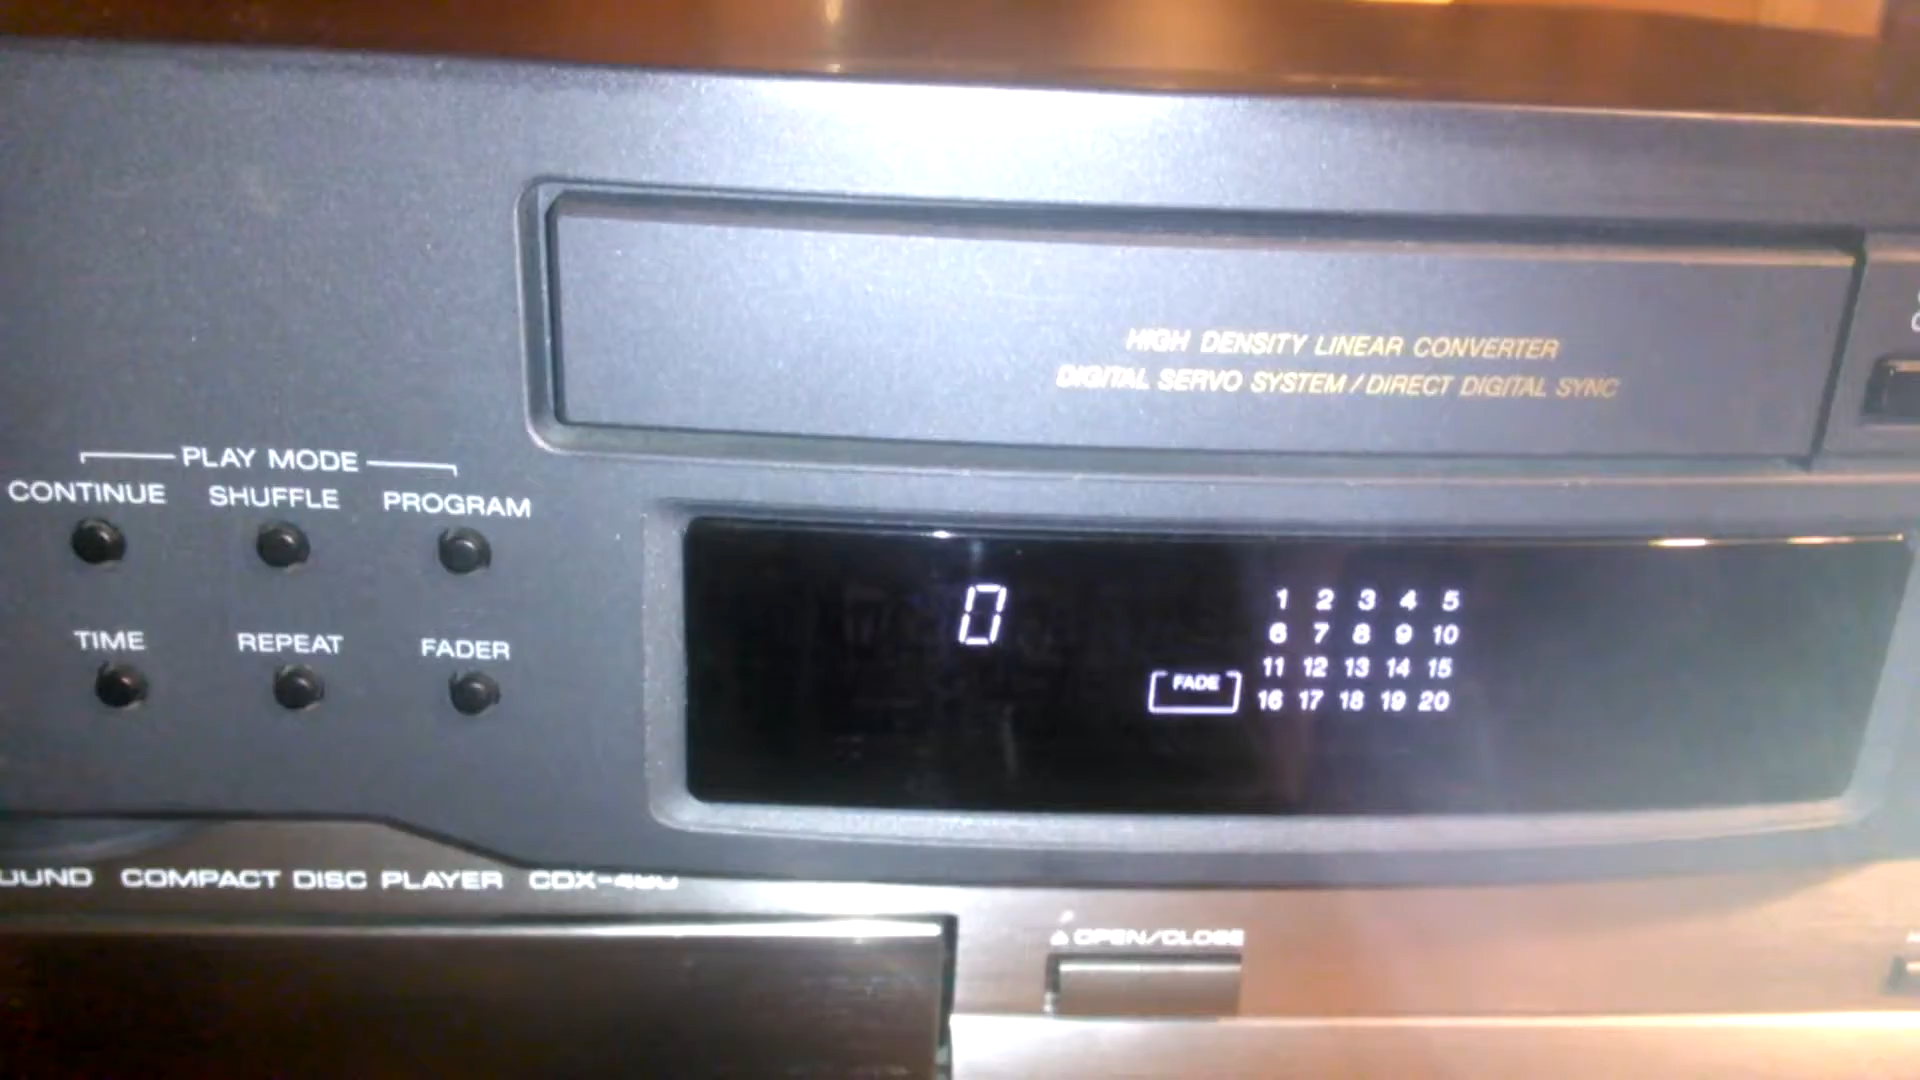 HIGH DENSITY LINEAR CONVERTER
DIGITAL SERVO SYSTEM / DIRECT DIGITAL SYNC
PLAY MODE
CONTINUE SHUFFLE PROGRAM
TIME REPEAT FADER
0
1 2 3 4 5
6 7 8 9 10
11 12 13 14 15
FADE 16 17 18 19 20
COMPACT DISC PLAYER
OPEN/CLOSE